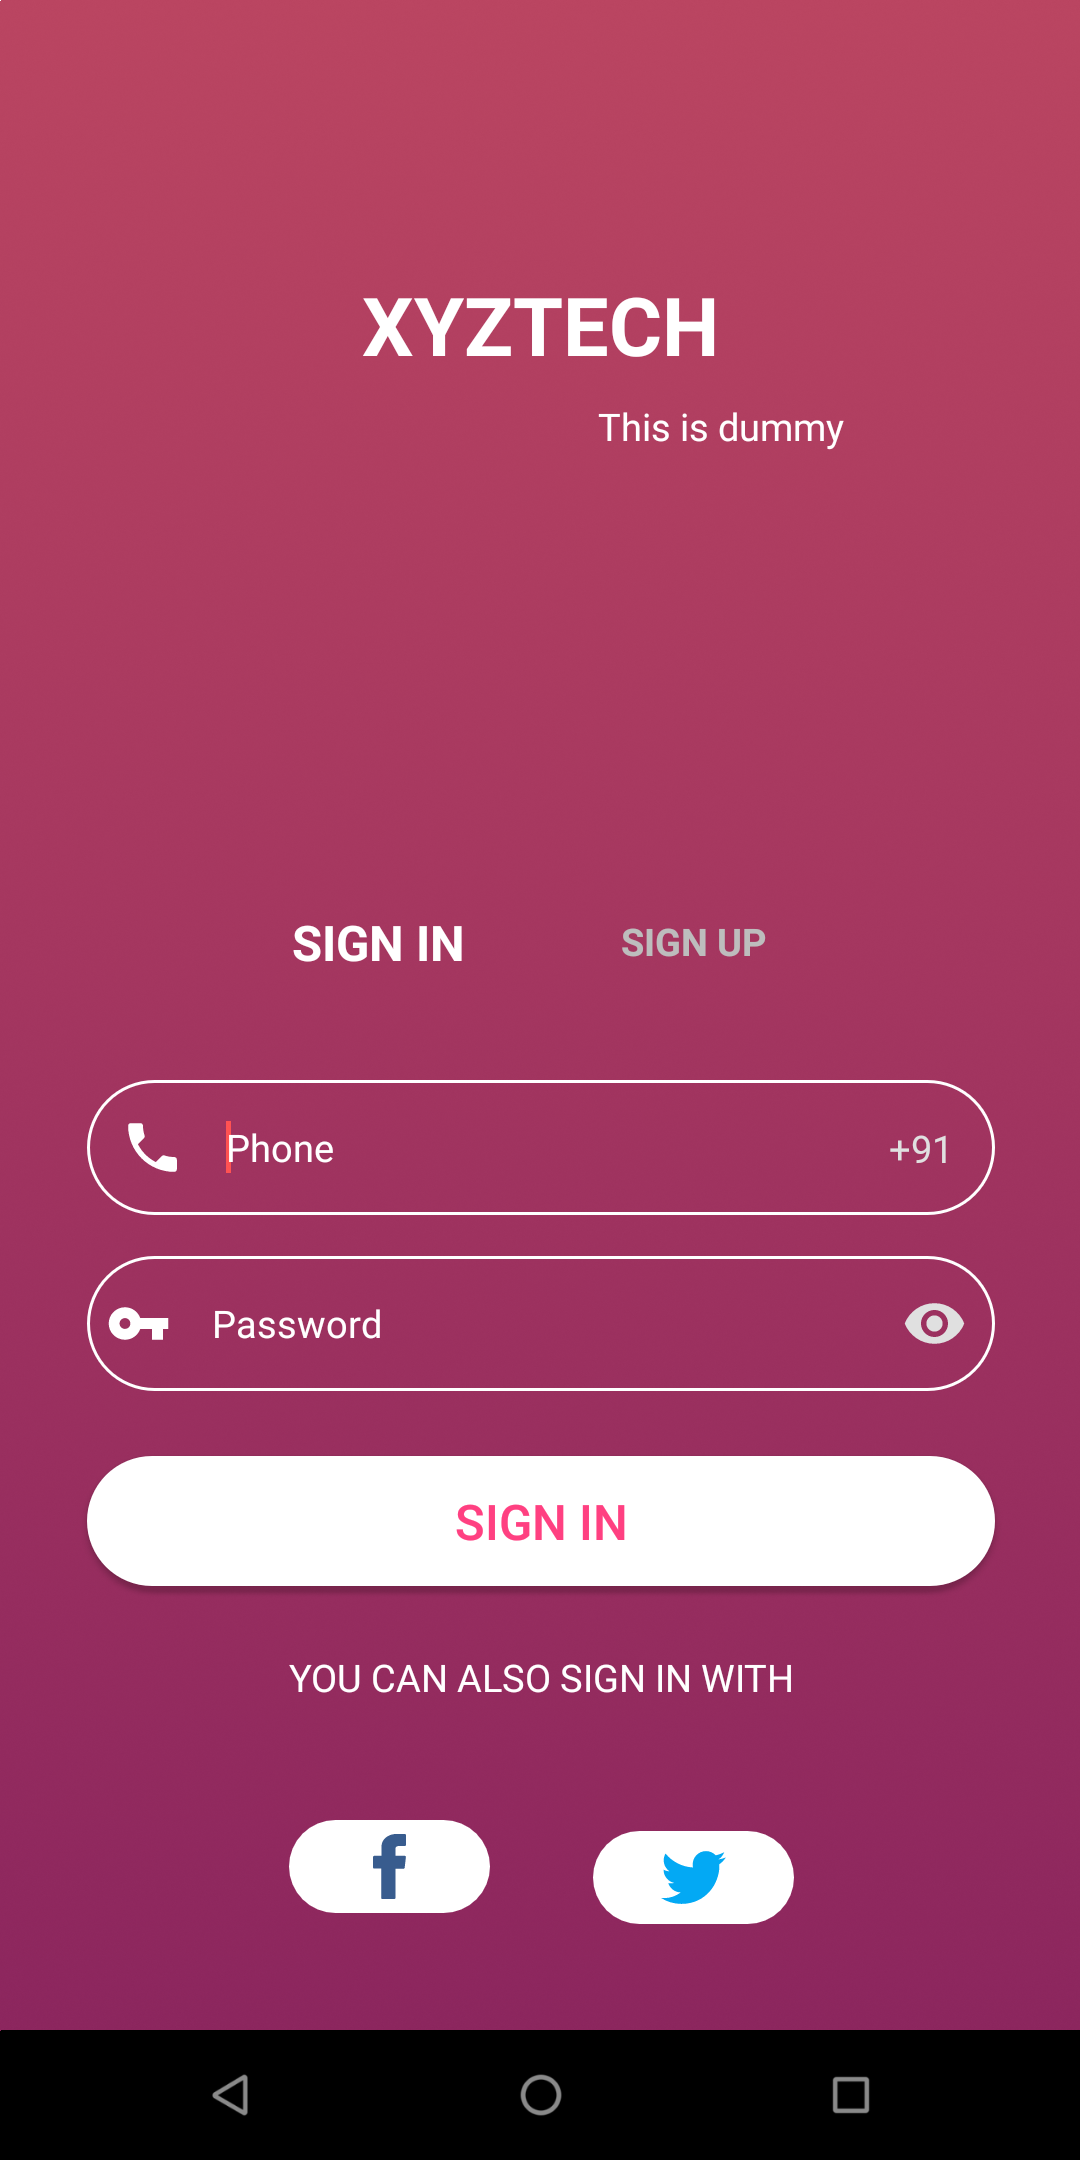 XYZTECH
This is dummy
SIGN IN SIGN UP
Phone +91
Password
SIGN IN
YOU CAN ALSO SIGN IN WITH